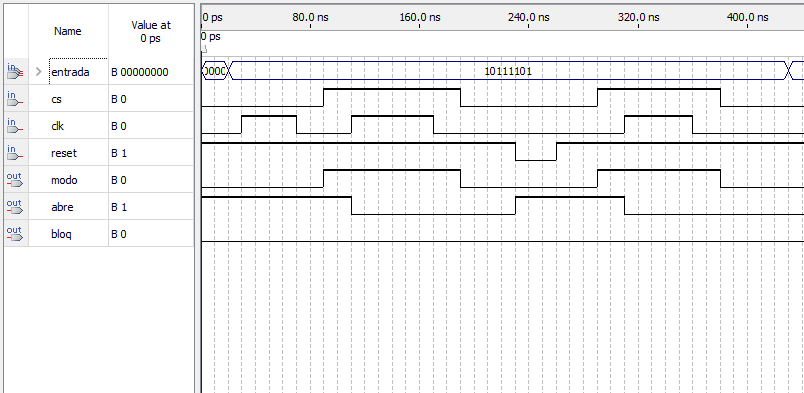 Name Value at
0 ps
0 ps 80.0 ns 160.0 ns 240.0 ns 320.0 ns 400.0 ns
0 ps
in > entrada B 00000000 0000 10111101
in cs B 0
in clk B 0
in reset B 1
out modo B 0
out abre B 1
out bloq B 0